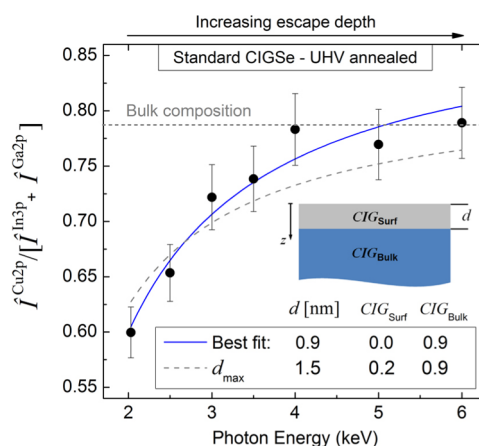 Increasing escape depth
Standard CIGSe - UHV annealed
Bulk composition
0.85
0.80
0.75
0.70
0.65
0.60
0.55
Î^Cu2p/[Î^In3p + Î^Ga2p]
CIG_Surf
d
z
CIG_Bulk
d [nm] CIG_Surf CIG_Bulk
Best fit: 0.9 0.0 0.9
d_max 1.5 0.2 0.9
2 3 4 5 6
Photon Energy (keV)